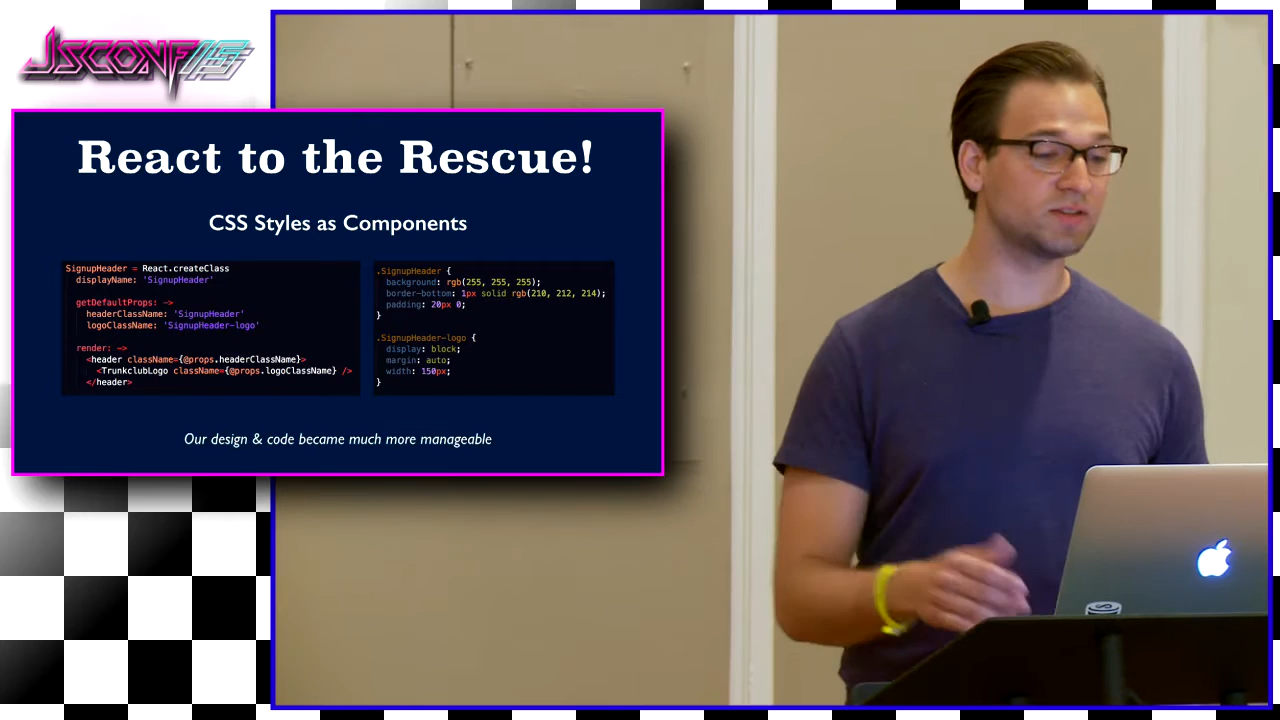 JSCONF15
React to the Rescue!
CSS Styles as Components
SignupHeader = React.createClass
displayName: 'SignupHeader'
getDefaultProps: ->
headerClassName: 'SignupHeader'
logoClassName: 'SignupHeader-logo'
render: ->
<header className={@props.headerClassName}>
<TrunkclubLogo className={@props.logoClassName} />
</header>
.SignupHeader {
background: rgb(255, 255, 255);
border-bottom: 1px solid rgb(210, 212, 214);
padding: 20px 0;
}
.SignupHeader-logo {
display: block;
margin: auto;
width: 150px;
}
Our design & code became much more manageable